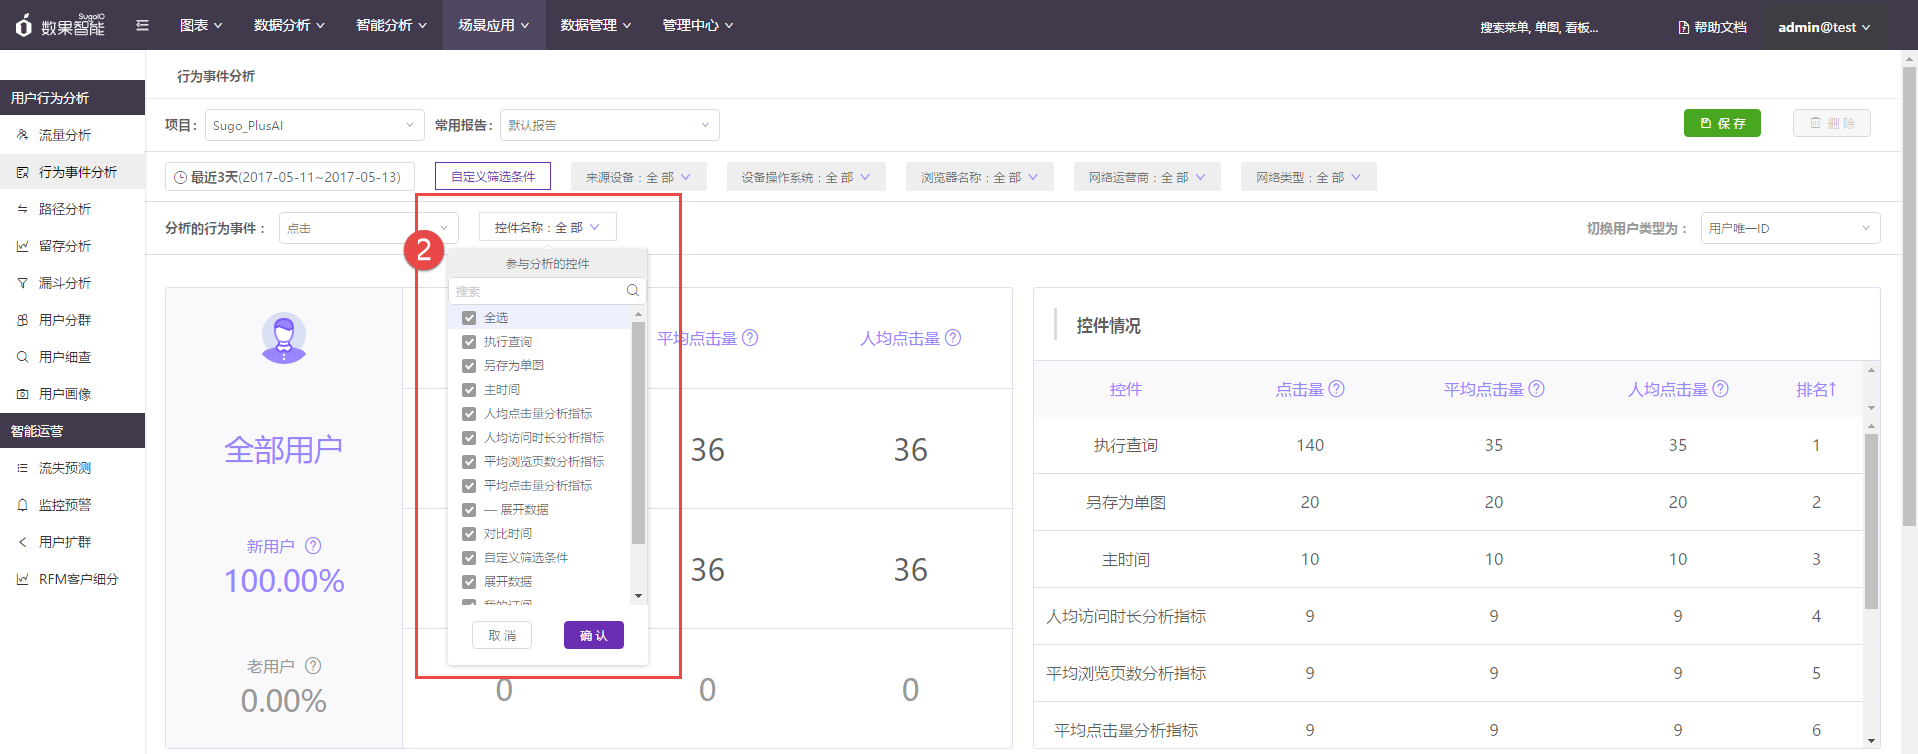 SugoIO
数果智能
图表
数据分析
智能分析
场景应用
数据管理
管理中心
搜索菜单, 单图, 看板...
帮助文档
admin@test
用户行为分析
流量分析
行为事件分析
路径分析
留存分析
漏斗分析
用户分群
用户细查
用户画像
智能运营
流失预测
监控预警
用户扩群
RFM客户细分
行为事件分析
项目：
Sugo_PlusAI
常用报告：
默认报告
保 存
删 除
最近3天(2017-05-11~2017-05-13)
自定义筛选条件
来源设备：全 部
设备操作系统：全 部
浏览器名称：全 部
网络运营商：全 部
网络类型：全 部
分析的行为事件：
点击
控件名称：全 部
切换用户类型为：
用户唯一ID
2
参与分析的控件
搜索
全选
执行查询
另存为单图
主时间
人均点击量分析指标
人均访问时长分析指标
平均浏览页数分析指标
平均点击量分析指标
— 展开数据
对比时间
自定义筛选条件
展开数据
我的订阅
取 消
确 认
平均点击量 ?
人均点击量 ?
全部用户
36
36
新用户 ?
100.00%
36
36
老用户 ?
0.00%
0
0
0
控件情况
控件
点击量 ?
平均点击量 ?
人均点击量 ?
排名↑
执行查询 140 35 35 1
另存为单图 20 20 20 2
主时间 10 10 10 3
人均访问时长分析指标 9 9 9 4
平均浏览页数分析指标 9 9 9 5
平均点击量分析指标 9 9 9 6